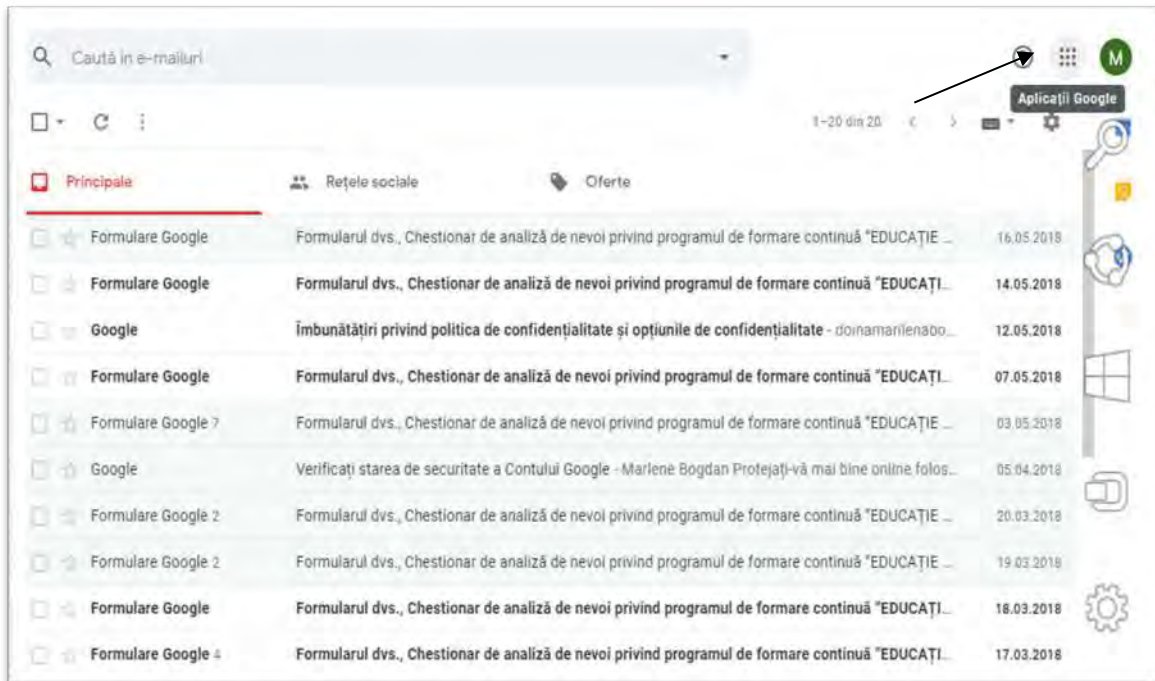 Caută in e-mailuri
M
Aplicații Google
1–20 din 20
Principale Rețele sociale Oferte
Formulare Google Formularul dvs., Chestionar de analiză de nevoi privind programul de formare continuă "EDUCAȚIE ... 16.05.2018
Formulare Google Formularul dvs., Chestionar de analiză de nevoi privind programul de formare continuă "EDUCAȚI... 14.05.2018
Google Îmbunătățiri privind politica de confidențialitate și opțiunile de confidențialitate - doinamarilenabo... 12.05.2018
Formulare Google Formularul dvs., Chestionar de analiză de nevoi privind programul de formare continuă "EDUCAȚI... 07.05.2018
Formulare Google 7 Formularul dvs., Chestionar de analiză de nevoi privind programul de formare continuă "EDUCAȚIE ... 03.05.2018
Google Verificați starea de securitate a Contului Google - Marlene Bogdan Protejați-vă mai bine online folos... 05.04.2018
Formulare Google 2 Formularul dvs., Chestionar de analiză de nevoi privind programul de formare continuă "EDUCAȚIE ... 20.03.2018
Formulare Google 2 Formularul dvs., Chestionar de analiză de nevoi privind programul de formare continuă "EDUCAȚIE ... 19.03.2018
Formulare Google Formularul dvs., Chestionar de analiză de nevoi privind programul de formare continuă "EDUCAȚI... 18.03.2018
Formulare Google 4 Formularul dvs., Chestionar de analiză de nevoi privind programul de formare continuă "EDUCAȚI... 17.03.2018